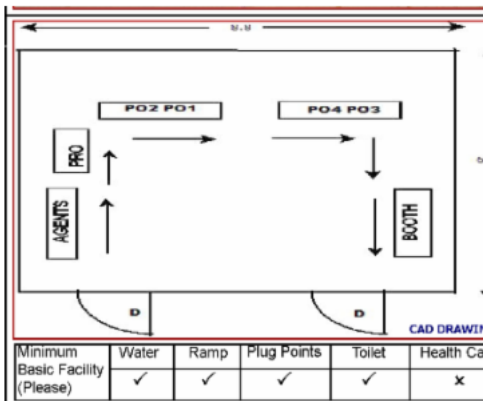 PO2 PO1
PO4 PO3
PRO
AGENTS
BOOTH
D
D
CAD DRAWIN
Minimum Basic Facility (Please)
Water
Ramp
Plug Points
Toilet
Health Ca
✓
✓
✓
✓
x